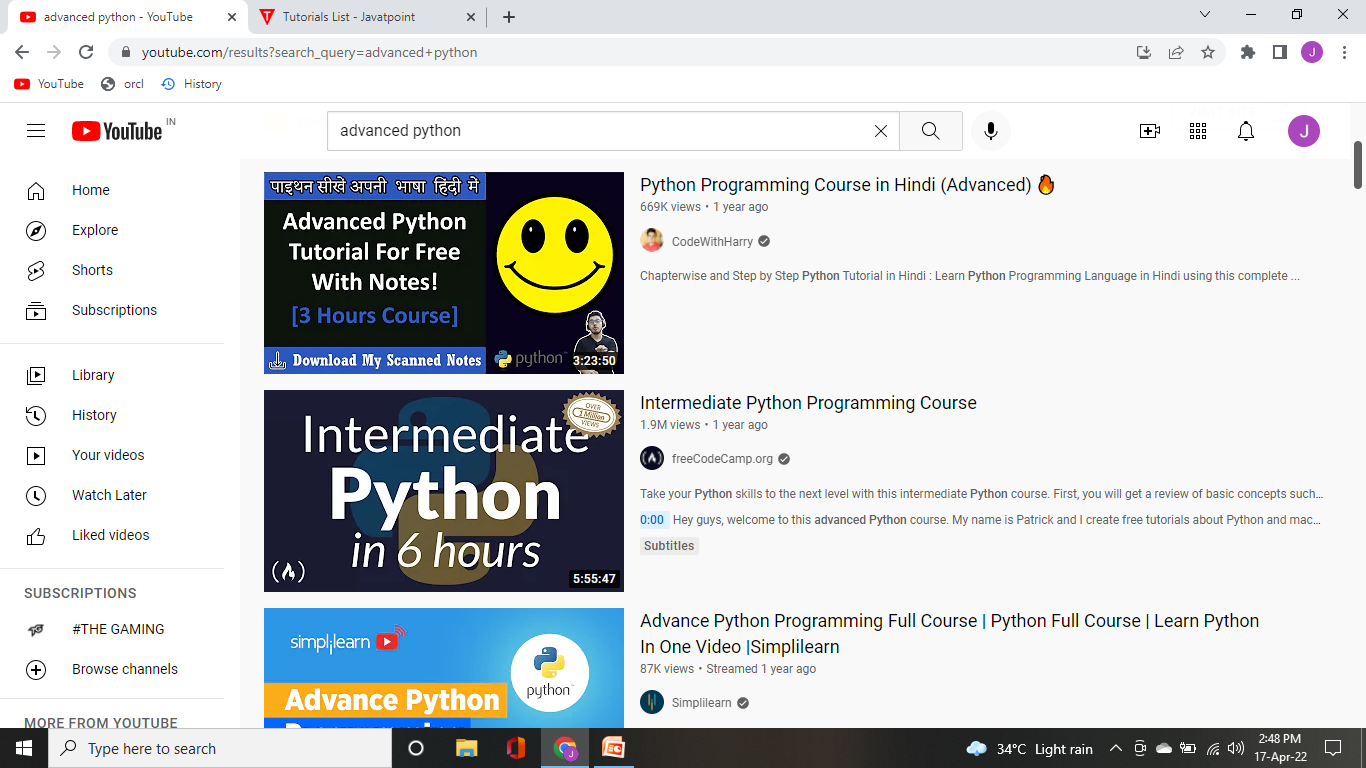 advanced python - YouTube
Tutorials List - Javatpoint
youtube.com/results?search_query=advanced+python
J
YouTube
orcl
History
YouTube IN
advanced python
J
Home
Explore
Shorts
Subscriptions
Library
History
Your videos
Watch Later
Liked videos
SUBSCRIPTIONS
#THE GAMING
Browse channels
MORE FROM YOUTUBE
पाइथन सीखे अपनी भाषा हिंदी मे
Advanced Python
Tutorial For Free
With Notes!
[3 Hours Course]
Download My Scanned Notes
python
3:23:50
Python Programming Course in Hindi (Advanced) 🔥
669K views • 1 year ago
CodeWithHarry
Chapterwise and Step by Step Python Tutorial in Hindi : Learn Python Programming Language in Hindi using this complete ...
OVER
1 Million
VIEWS
Intermediate
Python
in 6 hours
5:55:47
Intermediate Python Programming Course
1.9M views • 1 year ago
freeCodeCamp.org
Take your Python skills to the next level with this intermediate Python course. First, you will get a review of basic concepts such...
0:00 Hey guys, welcome to this advanced Python course. My name is Patrick and I create free tutorials about Python and mac...
Subtitles
simplilearn
python
Advance Python
Advance Python Programming Full Course | Python Full Course | Learn Python
In One Video |Simplilearn
87K views • Streamed 1 year ago
Simplilearn
Type here to search
34°C Light rain
2:48 PM
17-Apr-22